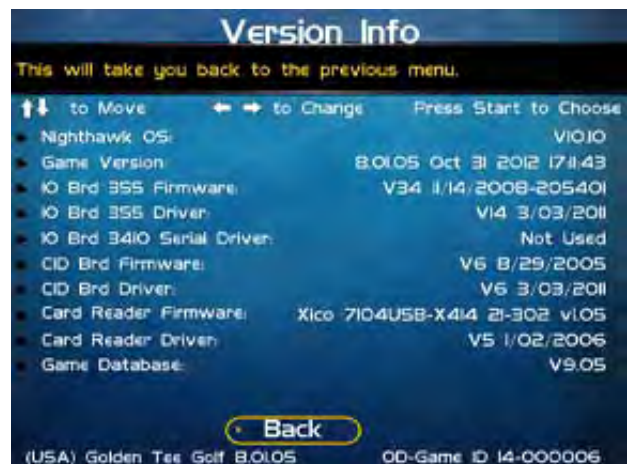 Version Info
This will take you back to the previous menu.
to Move to Change Press Start to Choose
Nighthawk OS: V10.10
Game Version: 8.01.05 Oct 31 2012 17:11:43
IO Brd 355 Firmware: V34 11/14/2008-205401
IO Brd 355 Driver: V14 3/03/2011
IO Brd 3410 Serial Driver: Not Used
CID Brd Firmware: V6 8/29/2005
CID Brd Driver: V6 3/03/2011
Card Reader Firmware: Xico 7104USB-X414 21-302 v1.05
Card Reader Driver: V5 1/02/2006
Game Database: V9.05
Back
(USA) Golden Tee Golf 8.01.05 OD-Game ID 14-000006